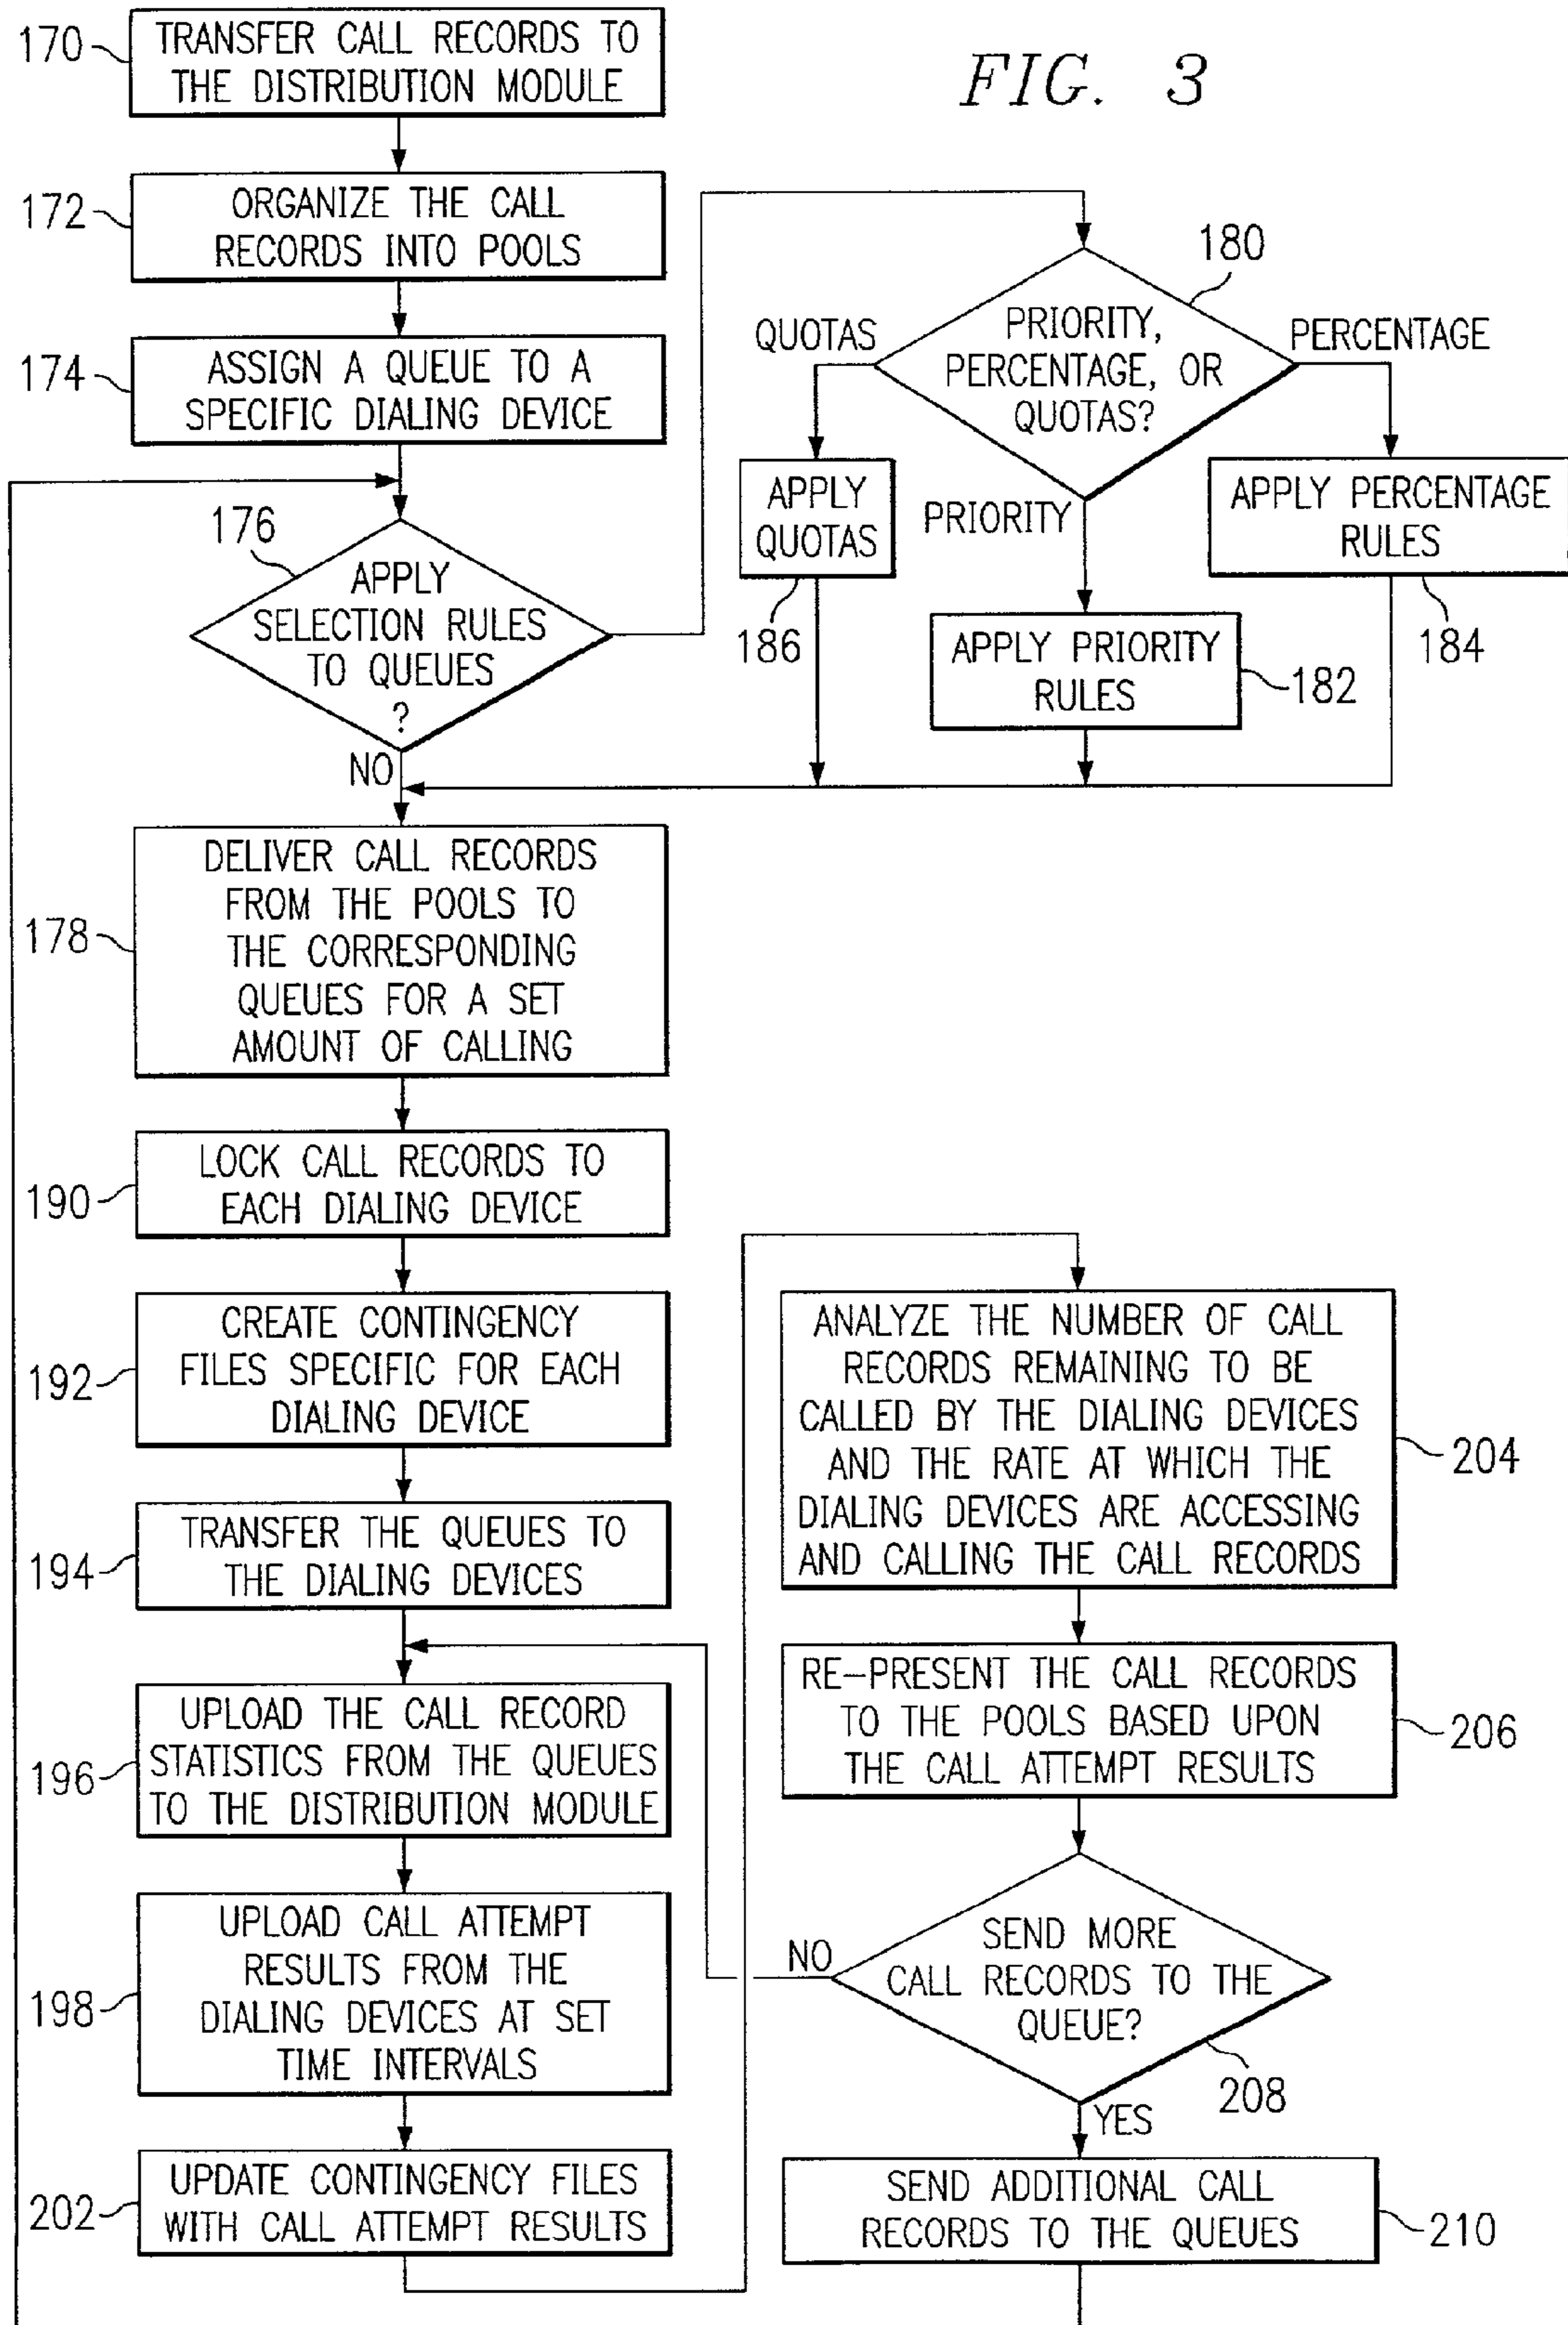 FIG. 3
170
TRANSFER CALL RECORDS TO
THE DISTRIBUTION MODULE
172
ORGANIZE THE CALL
RECORDS INTO POOLS
174
ASSIGN A QUEUE TO A
SPECIFIC DIALING DEVICE
176
APPLY
SELECTION RULES
TO QUEUES
?
NO
180
PRIORITY,
PERCENTAGE, OR
QUOTAS?
QUOTAS
PERCENTAGE
PRIORITY
APPLY
QUOTAS
186
APPLY PRIORITY
RULES
182
APPLY PERCENTAGE
RULES
184
178
DELIVER CALL RECORDS
FROM THE POOLS TO
THE CORRESPONDING
QUEUES FOR A SET
AMOUNT OF CALLING
190
LOCK CALL RECORDS TO
EACH DIALING DEVICE
192
CREATE CONTINGENCY
FILES SPECIFIC FOR EACH
DIALING DEVICE
194
TRANSFER THE QUEUES TO
THE DIALING DEVICES
196
UPLOAD THE CALL RECORD
STATISTICS FROM THE QUEUES
TO THE DISTRIBUTION MODULE
198
UPLOAD CALL ATTEMPT
RESULTS FROM THE
DIALING DEVICES AT SET
TIME INTERVALS
202
UPDATE CONTINGENCY FILES
WITH CALL ATTEMPT RESULTS
ANALYZE THE NUMBER OF CALL
RECORDS REMAINING TO BE
CALLED BY THE DIALING DEVICES
AND THE RATE AT WHICH THE
DIALING DEVICES ARE ACCESSING
AND CALLING THE CALL RECORDS
204
RE-PRESENT THE CALL RECORDS
TO THE POOLS BASED UPON
THE CALL ATTEMPT RESULTS
206
SEND MORE
CALL RECORDS TO THE
QUEUE?
NO
208
YES
SEND ADDITIONAL CALL
RECORDS TO THE QUEUES
210